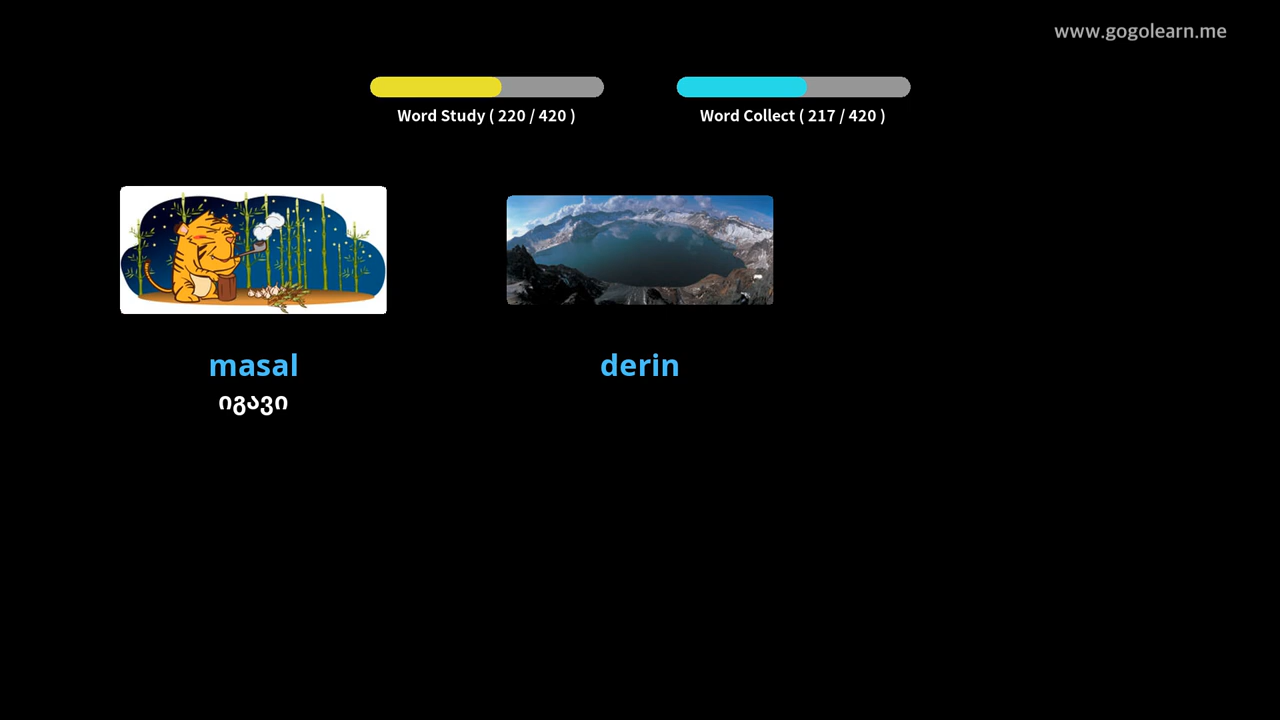 www.gogolearn.me
Word Study ( 220 / 420 )
Word Collect ( 217 / 420 )
masal
იგავი
derin